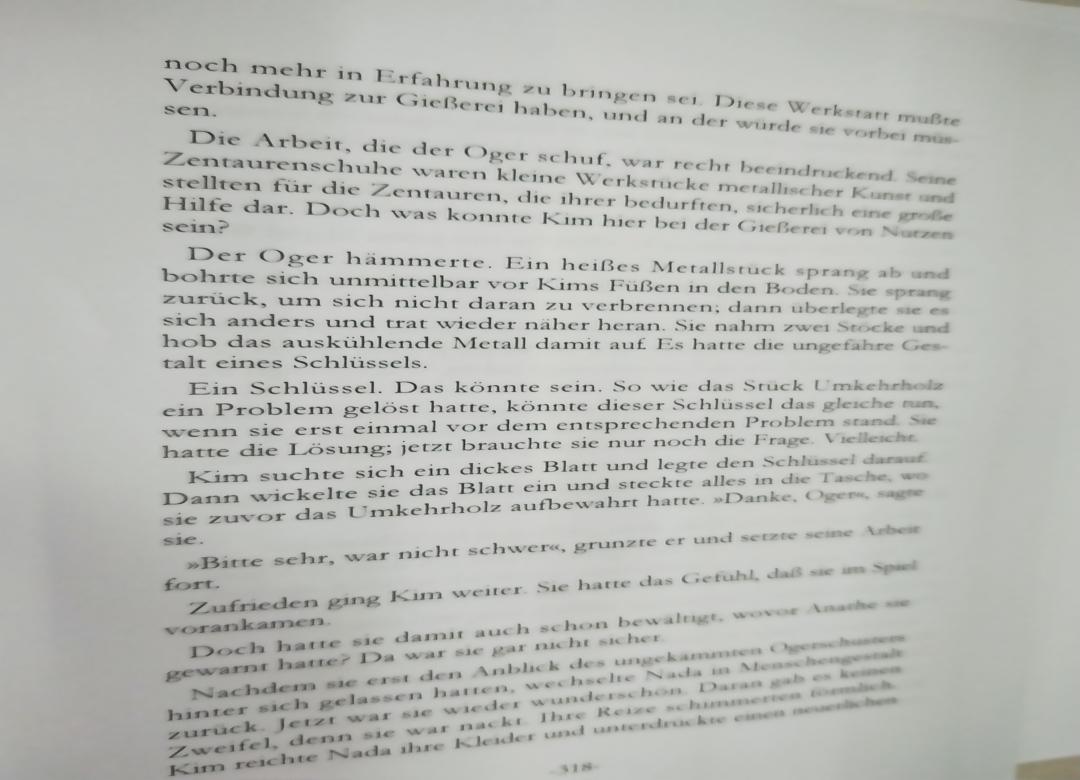 noch mehr in Erfahrung zu bringen sei. Diese Werkstatt mußte
Verbindung zur Gießerei haben, und an der würde sie vorbei müs-
sen.
Die Arbeit, die der Oger schuf, war recht beeindruckend. Seine
Zentaurenschuhe waren kleine Werkstücke metallischer Kunst und
stellten für die Zentauren, die ihrer bedurften, sicherlich eine große
Hilfe dar. Doch was konnte Kim hier bei der Gießerei von Nutzen
sein?
Der Oger hämmerte. Ein heißes Metallstück sprang ab und
bohrte sich unmittelbar vor Kims Füßen in den Boden. Sie sprang
zurück, um sich nicht daran zu verbrennen; dann überlegte sie es
sich anders und trat wieder näher heran. Sie nahm zwei Stöcke und
hob das auskühlende Metall damit auf. Es hatte die ungefähre Ges-
talt eines Schlüssels.
Ein Schlüssel. Das könnte sein. So wie das Stück Umkehrholz
ein Problem gelöst hatte, könnte dieser Schlüssel das gleiche tun,
wenn sie erst einmal vor dem entsprechenden Problem stand. Sie
hatte die Lösung; jetzt brauchte sie nur noch die Frage. Vielleicht.
Kim suchte sich ein dickes Blatt und legte den Schlüssel darauf.
Dann wickelte sie das Blatt ein und steckte alles in die Tasche, wo
sie zuvor das Umkehrholz aufbewahrt hatte. »Danke, Oger«, sagte
sie.
»Bitte sehr, war nicht schwer«, grunzte er und setzte seine Arbeit
fort.
Zufrieden ging Kim weiter. Sie hatte das Gefühl, daß sie im Spiel
vorankamen.
Doch hatte sie damit auch schon bewältigt, wovor Anathe sie
gewarnt hatte? Da war sie gar nicht sicher.
Nachdem sie erst den Anblick des ungekämmten Ogerschusters
hinter sich gelassen hatten, wechselte Nada in Menschengestalt
zurück. Jetzt war sie wieder wunderschön. Daran gab es keinen
Zweifel, denn sie war nackt. Ihre Reize schimmerten förmlich.
Kim reichte Nada ihre Kleider und unterdrückte einen neuerlichen
-318-